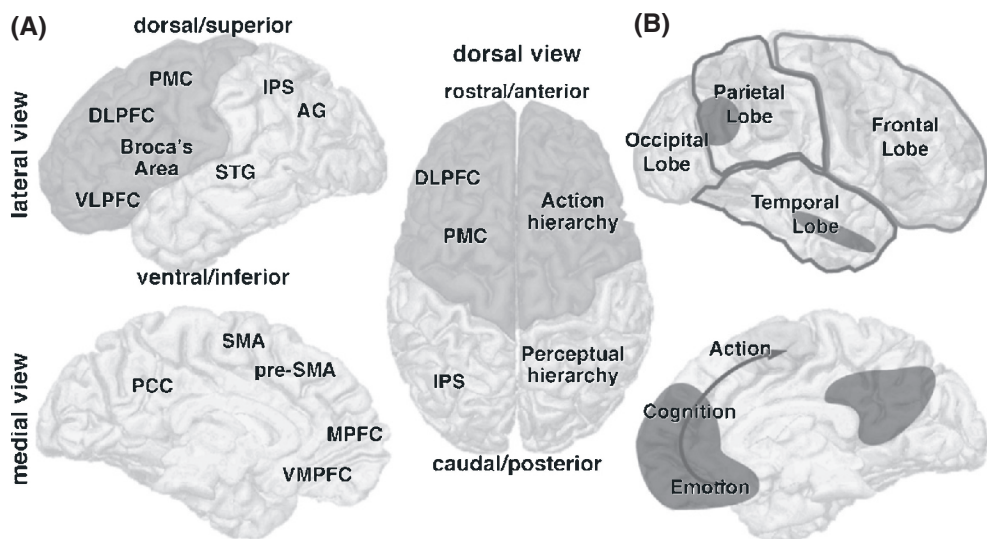 (A)
dorsal/superior
lateral view
PMC
IPS
DLPFC
AG
Broca's
Area
STG
VLPFC
ventral/inferior
medial view
SMA
pre-SMA
PCC
MPFC
VMPFC
dorsal view
rostral/anterior
DLPFC
Action
hierarchy
PMC
Perceptual
hierarchy
IPS
caudal/posterior
(B)
Parietal
Lobe
Frontal
Lobe
Occipital
Lobe
Temporal
Lobe
Action
Cognition
Emotion